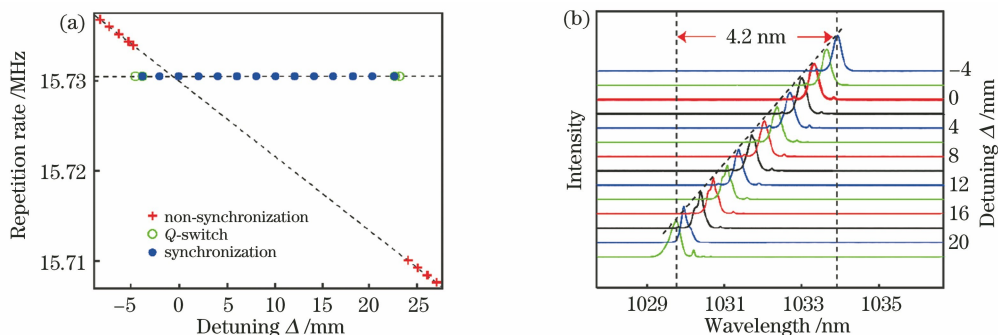 (a)
Repetition rate /MHz
15.73
15.72
15.71
non-synchronization
Q-switch
synchronization
−5 0 5 10 15 20 25
Detuning Δ /mm
(b)
4.2 nm
Intensity
−4
0
4
8
12
16
20
Detuning Δ /mm
1029 1031 1033 1035
Wavelength /nm